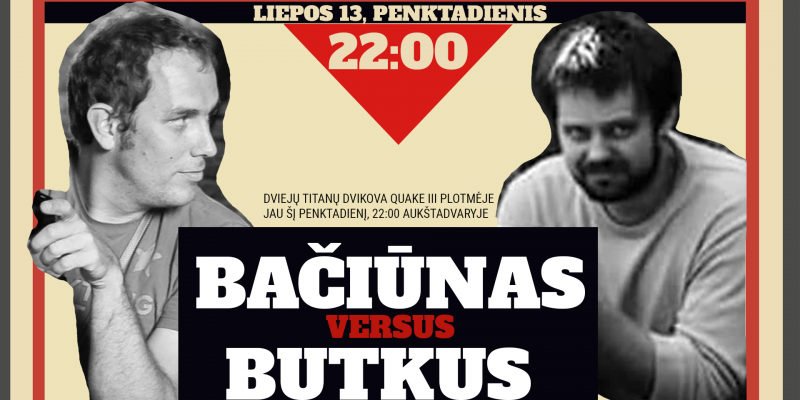 LIEPOS 13, PENKTADIENIS
22:00
DVIEJŲ TITANŲ DVIKOVA QUAKE III PLOTMĖJE
JAU ŠĮ PENKTADIENĮ, 22:00 AUKŠTADVARYJE
BAČIŪNAS
VERSUS
BUTKUS